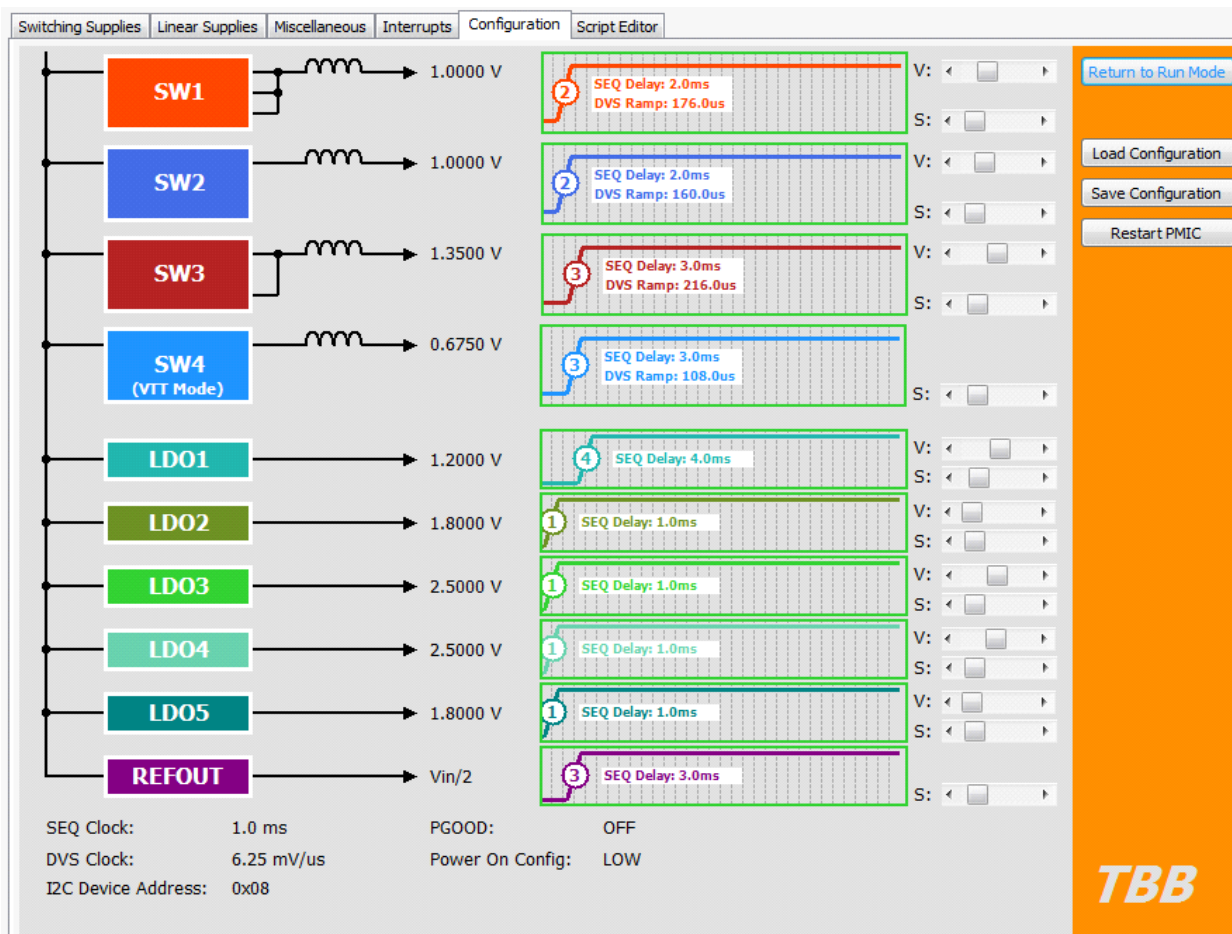 Switching Supplies Linear Supplies Miscellaneous Interrupts Configuration Script Editor
SW1 1.0000 V 2 SEQ Delay: 2.0ms V: Return to Run Mode
DVS Ramp: 176.0us
S:
SW2 1.0000 V 2 SEQ Delay: 2.0ms V: Load Configuration
DVS Ramp: 160.0us
S: Save Configuration
SW3 1.3500 V 3 SEQ Delay: 3.0ms V: Restart PMIC
DVS Ramp: 216.0us
S:
SW4 0.6750 V 3 SEQ Delay: 3.0ms
(VTT Mode) DVS Ramp: 108.0us
S:
LDO1 1.2000 V 4 SEQ Delay: 4.0ms V:
S:
LDO2 1.8000 V 1 SEQ Delay: 1.0ms V:
S:
LDO3 2.5000 V 1 SEQ Delay: 1.0ms V:
S:
LDO4 2.5000 V 1 SEQ Delay: 1.0ms V:
S:
LDO5 1.8000 V 1 SEQ Delay: 1.0ms V:
S:
REFOUT Vin/2 3 SEQ Delay: 3.0ms
S:
SEQ Clock: 1.0 ms PGOOD: OFF
DVS Clock: 6.25 mV/us Power On Config: LOW
I2C Device Address: 0x08
TBB